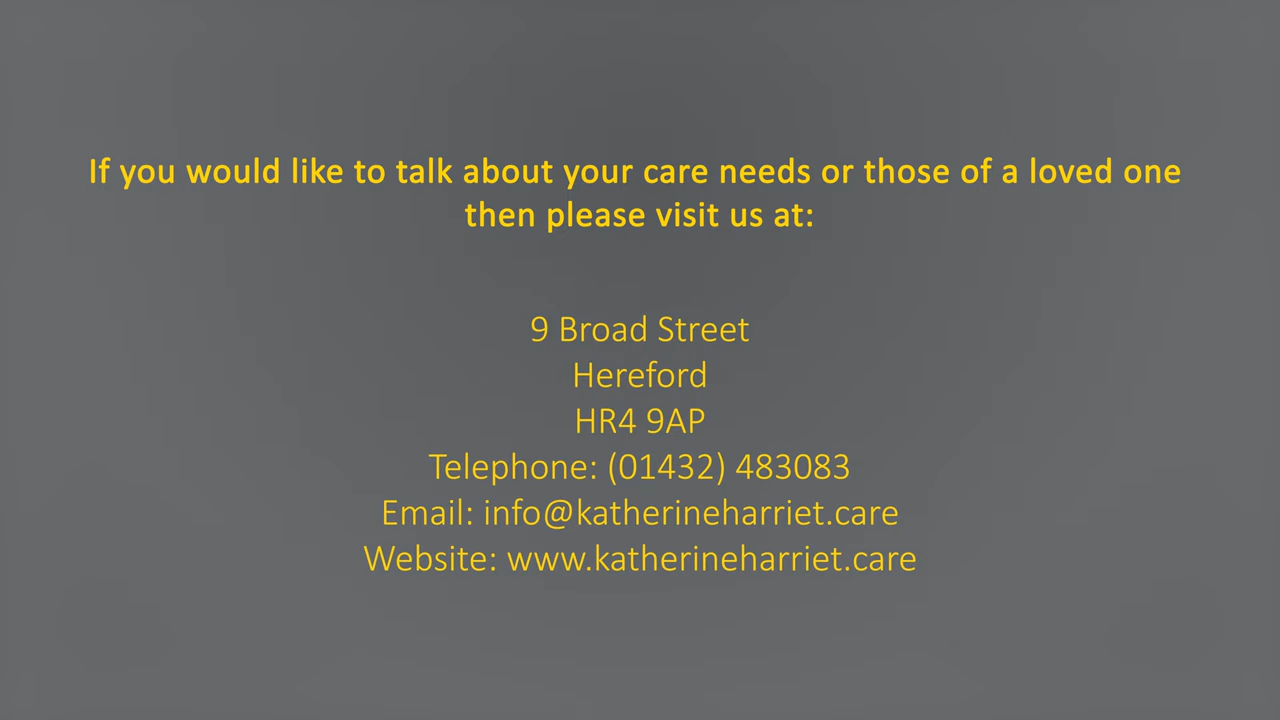 If you would like to talk about your care needs or those of a loved one
then please visit us at:
9 Broad Street
Hereford
HR4 9AP
Telephone: (01432) 483083
Email: info@katherineharriet.care
Website: www.katherineharriet.care